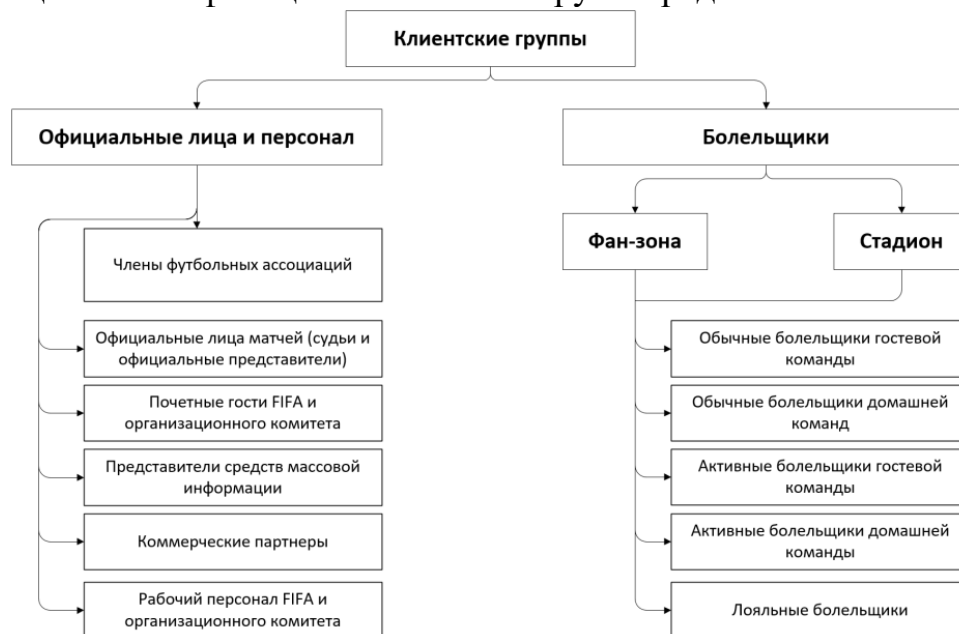 Клиентские группы
Официальные лица и персонал
Болельщики
Фан-зона
Стадион
Члены футбольных ассоциаций
Официальные лица матчей (судьи и
официальные представители)
Почетные гости FIFA и
организационного комитета
Представители средств массовой
информации
Коммерческие партнеры
Рабочий персонал FIFA и
организационного комитета
Обычные болельщики гостевой
команды
Обычные болельщики домашней
команд
Активные болельщики гостевой
команды
Активные болельщики домашней
команды
Лояльные болельщики